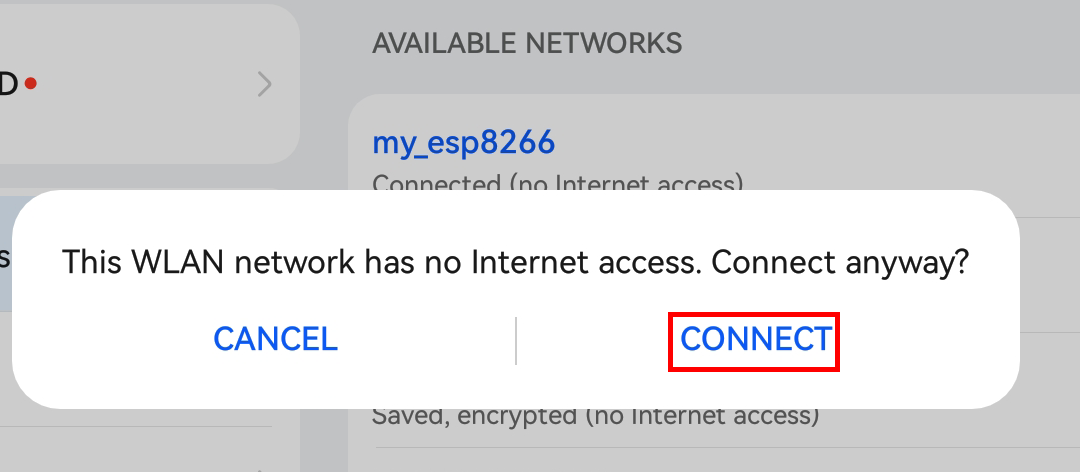 AVAILABLE NETWORKS
D
my_esp8266
Connected (no Internet access)
s
This WLAN network has no Internet access. Connect anyway?
CANCEL
CONNECT
Saved, encrypted (no Internet access)